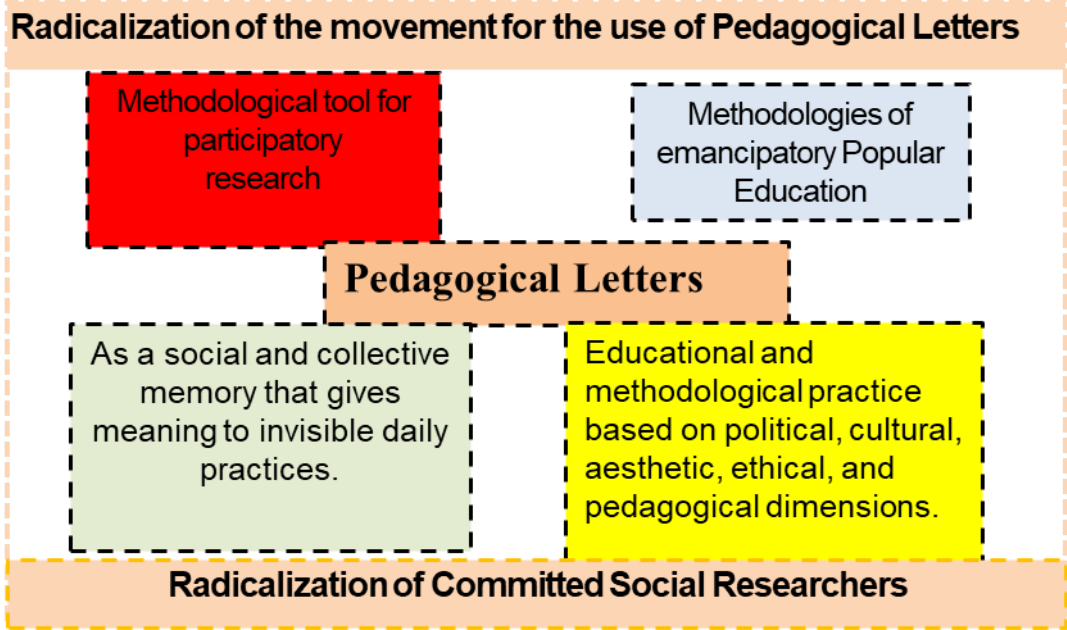 Radicalization of the movement for the use of Pedagogical Letters
Methodological tool for
participatory
research
Methodologies of
emancipatory Popular
Education
Pedagogical Letters
As a social and collective
memory that gives
meaning to invisible daily
practices.
Educational and
methodological practice
based on political, cultural,
aesthetic, ethical, and
pedagogical dimensions.
Radicalization of Committed Social Researchers